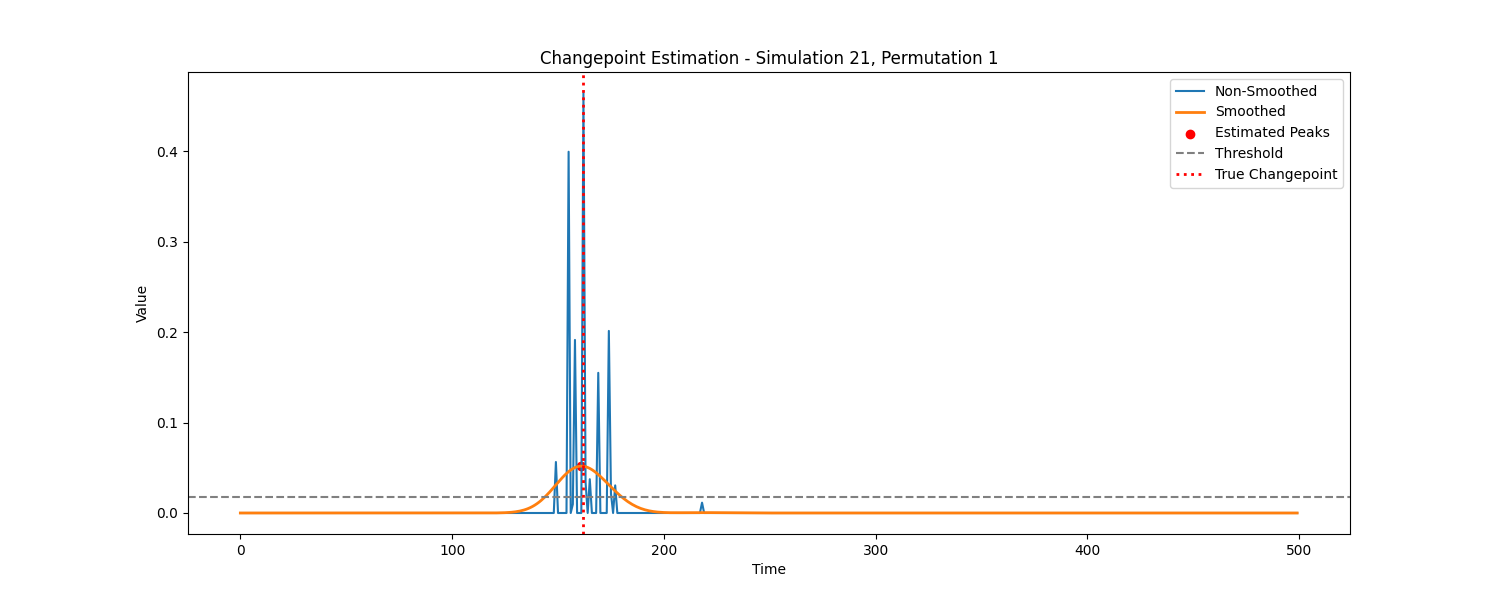 Changepoint Estimation - Simulation 21, Permutation 1
Non-Smoothed
Smoothed
Estimated Peaks
Threshold
True Changepoint
Value
0.4
0.3
0.2
0.1
0.0
0 100 200 300 400 500
Time